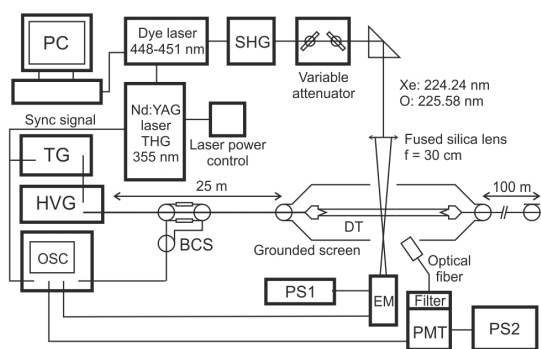 PC
Dye laser
448-451 nm
SHG
Variable
attenuator
Xe: 224.24 nm
O: 225.58 nm
Sync signal
Nd:YAG
laser
THG
355 nm
Laser power
control
Fused silica lens
f = 30 cm
TG
HVG
25 m
100 m
DT
BCS
Grounded screen
OSC
Optical
fiber
PS1
EM
Filter
PMT
PS2